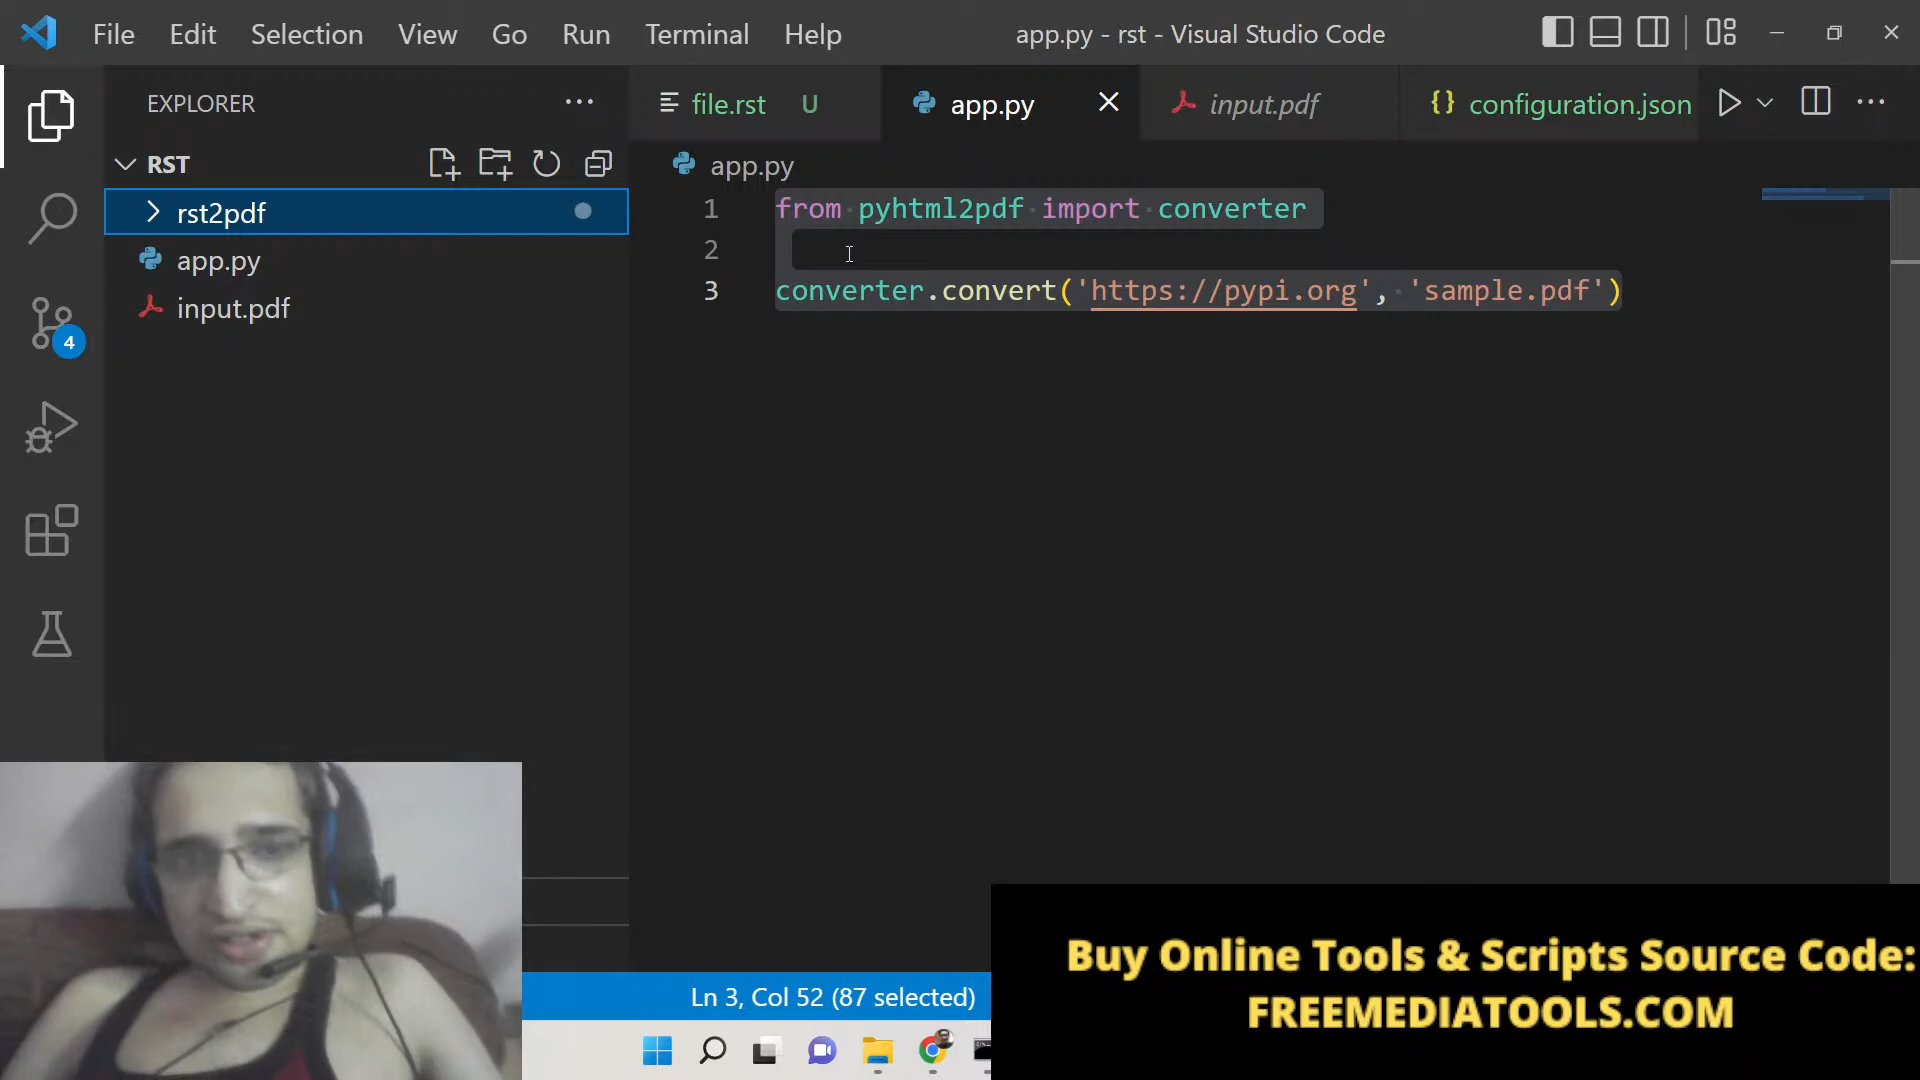 File Edit Selection View Go Run Terminal Help
app.py - rst - Visual Studio Code
EXPLORER
RST
rst2pdf
app.py
input.pdf
4
file.rst U
app.py
input.pdf
configuration.json
app.py
1 from pyhtml2pdf import converter
2
3 converter.convert('https://pypi.org', 'sample.pdf')
Ln 3, Col 52 (87 selected)
Buy Online Tools & Scripts Source Code:
FREEMEDIATOOLS.COM